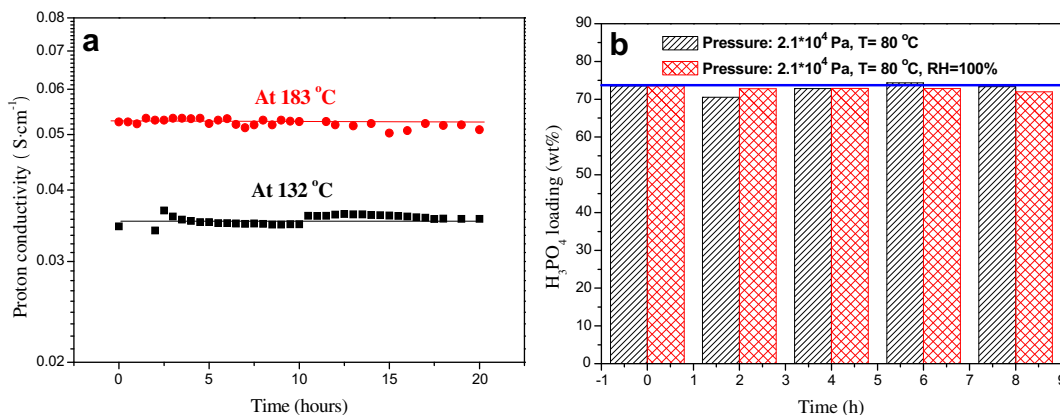 a
At 183 °C
At 132 °C
Proton conductivity ( S·cm⁻¹)
0.08
0.07
0.06
0.05
0.04
0.03
0.02
0 5 10 15 20
Time (hours)
b
Pressure: 2.1*10⁴ Pa, T= 80 °C
Pressure: 2.1*10⁴ Pa, T= 80 °C, RH=100%
H₃PO₄ loading (wt%)
90
80
70
60
50
40
30
20
10
0
-1 0 1 2 3 4 5 6 7 8 9
Time (h)